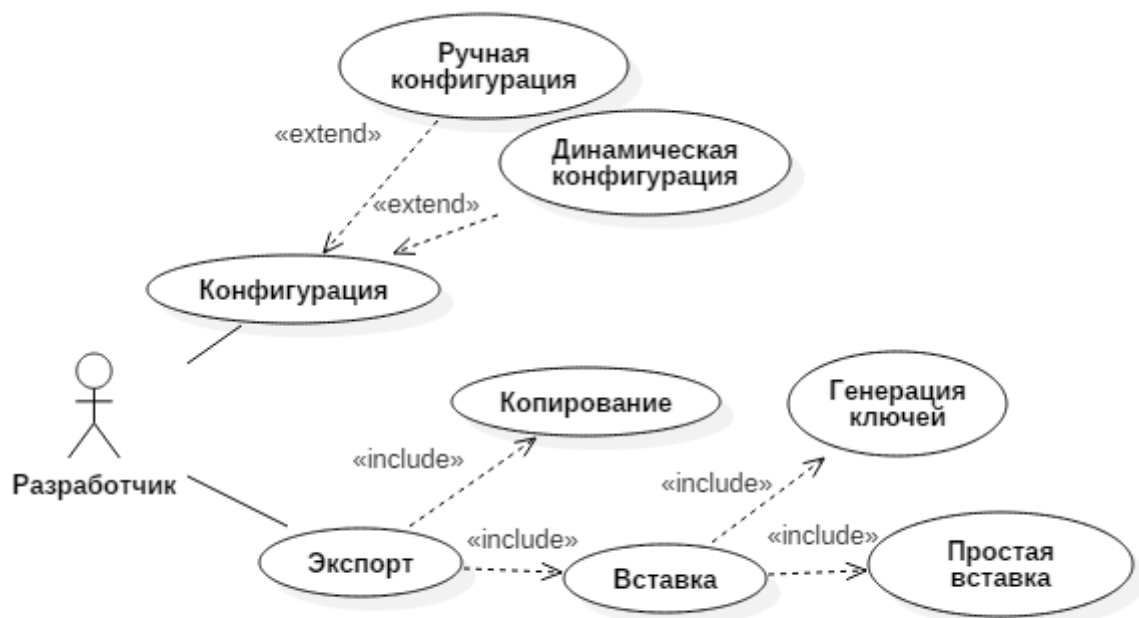 Ручная
конфигурация
«extend»
Динамическая
конфигурация
«extend»
Конфигурация
Генерация
ключей
Копирование
«include»
«include»
Разработчик
«include»
«include»
Простая
вставка
Экспорт
Вставка